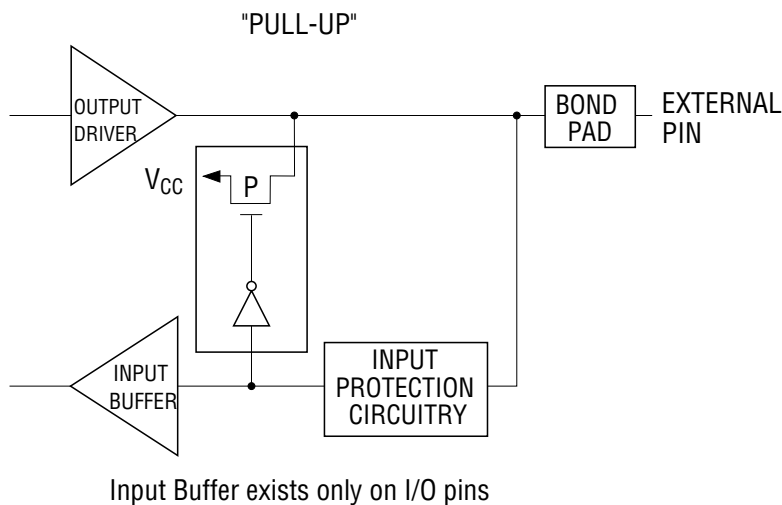 "PULL-UP"
OUTPUT
DRIVER
BOND
PAD
EXTERNAL
PIN
VCC
P
INPUT
BUFFER
INPUT
PROTECTION
CIRCUITRY
Input Buffer exists only on I/O pins